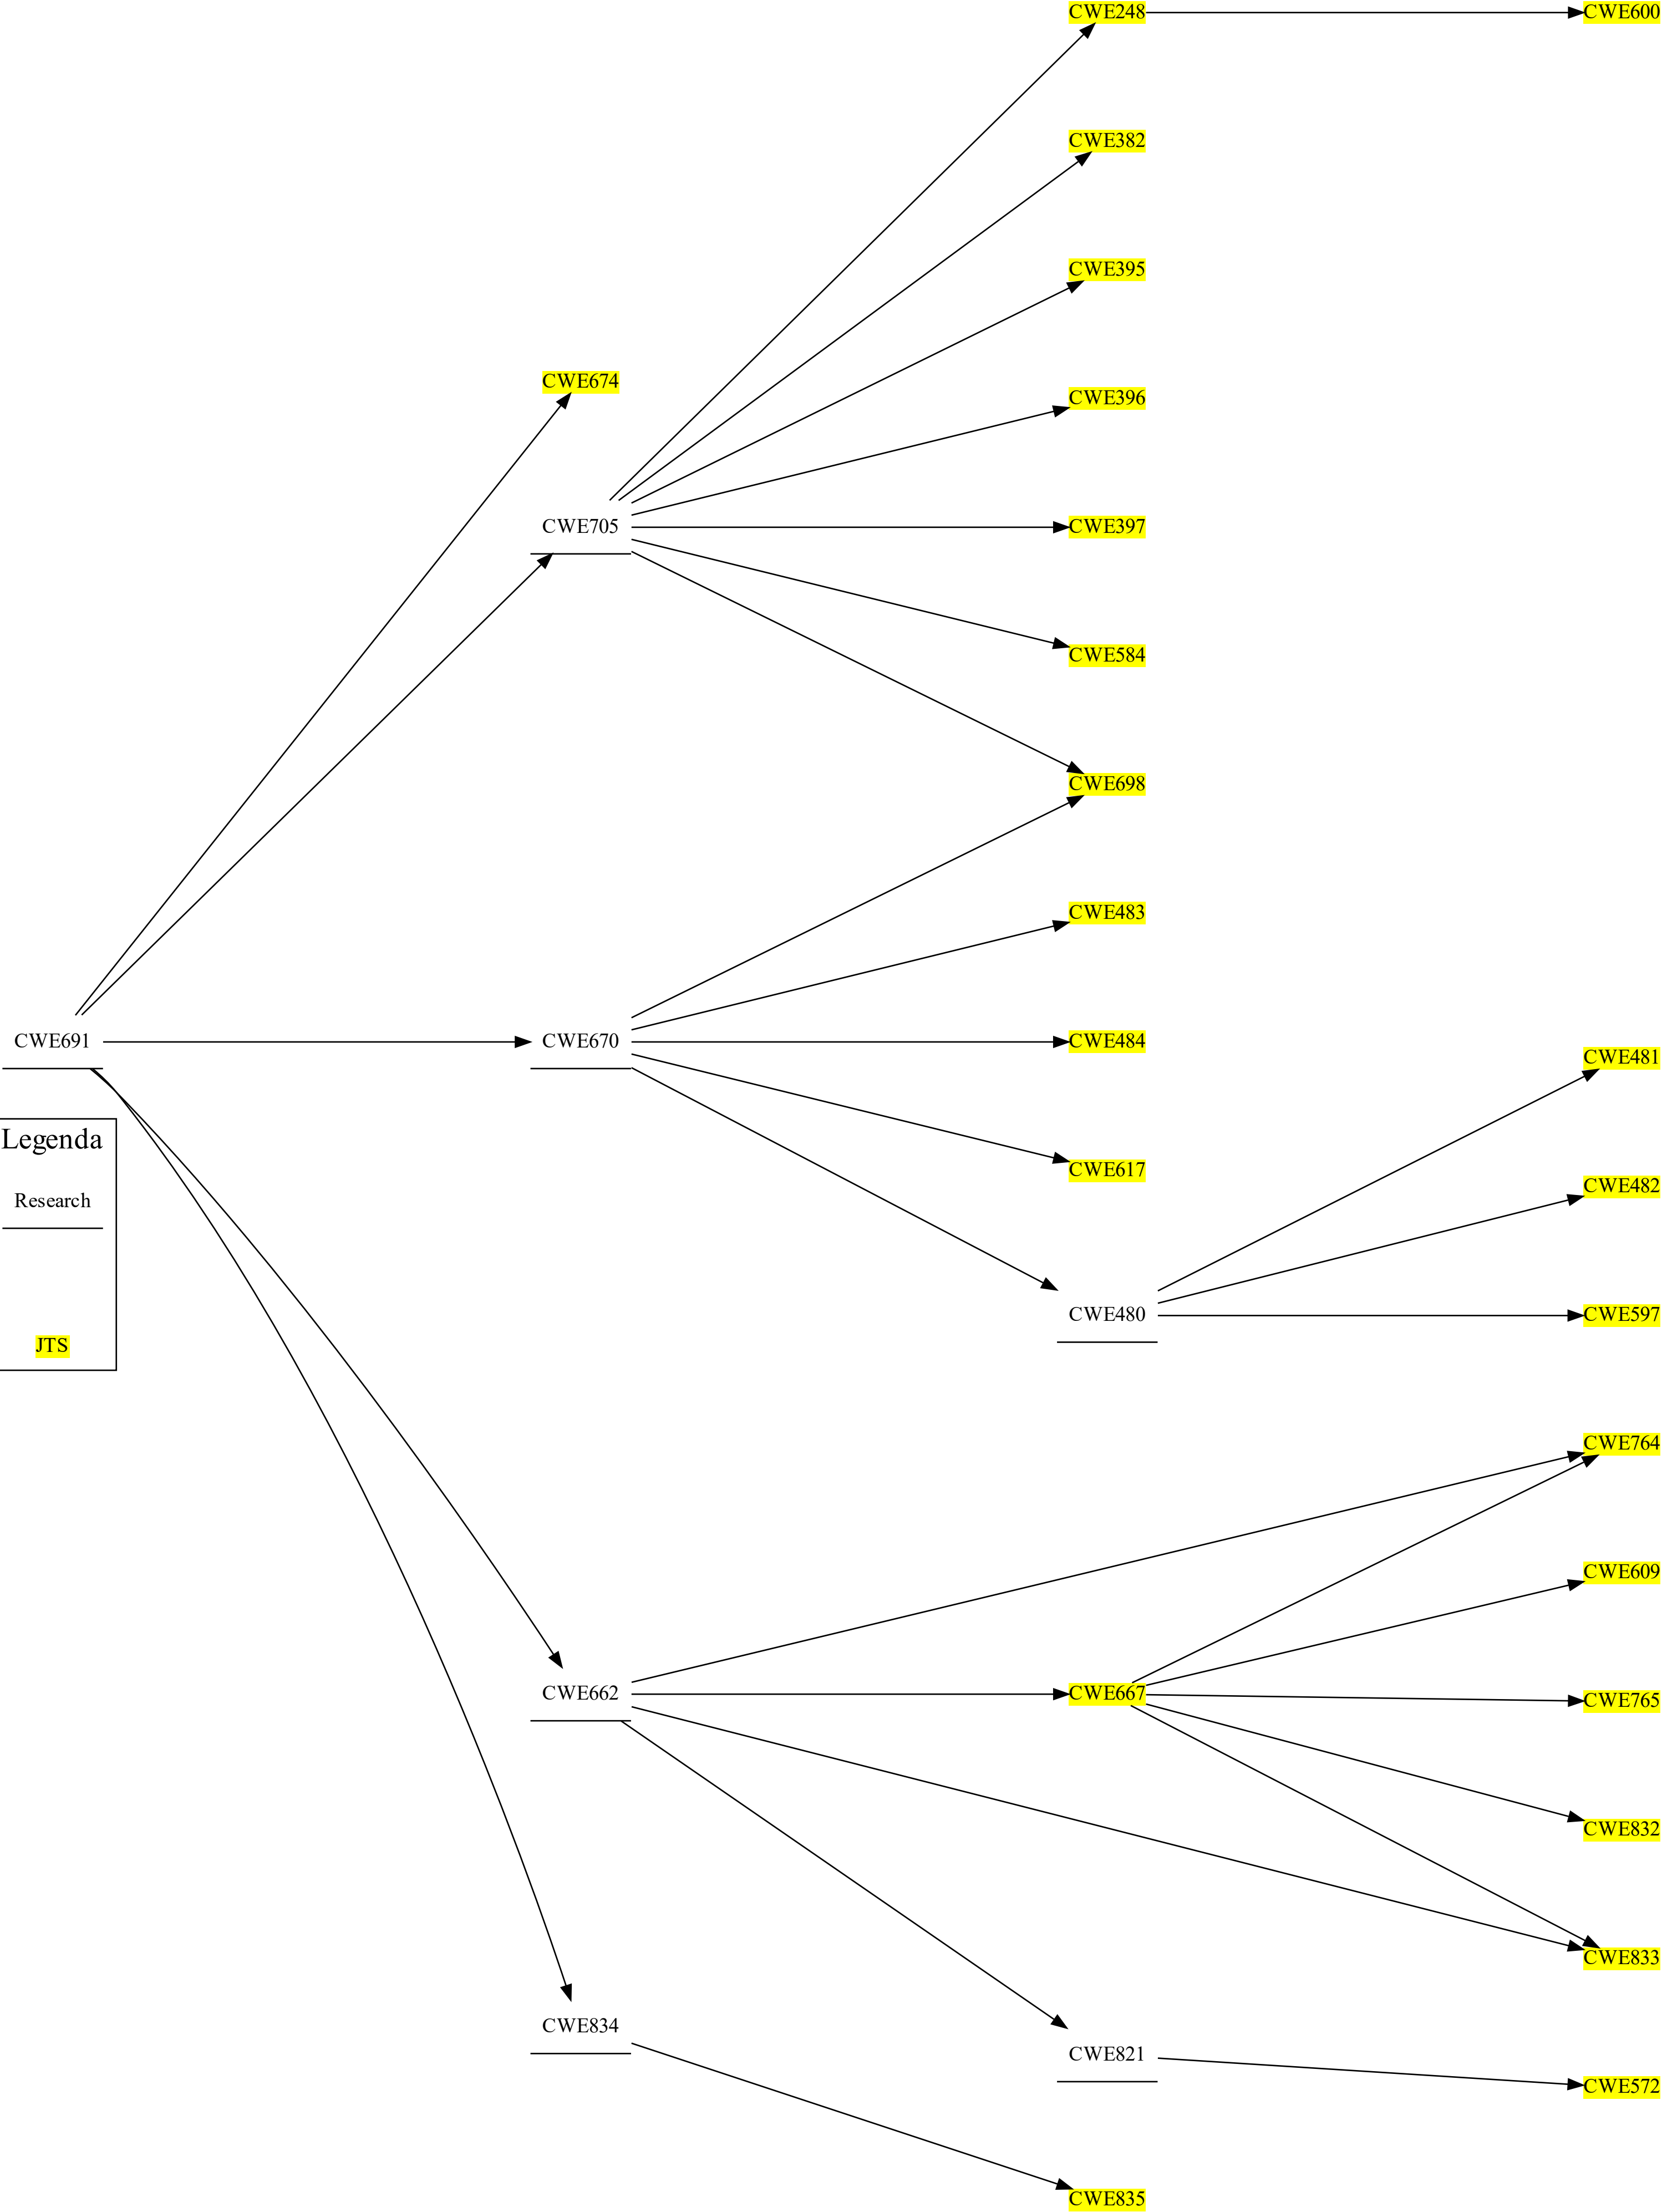 CWE248
CWE600
CWE382
CWE395
CWE674
CWE396
CWE705
CWE397
CWE584
CWE698
CWE483
CWE691
CWE670
CWE484
CWE481
Legenda
CWE617
CWE482
Research
CWE480
CWE597
JTS
CWE764
CWE609
CWE662
CWE667
CWE765
CWE832
CWE833
CWE834
CWE821
CWE572
CWE835